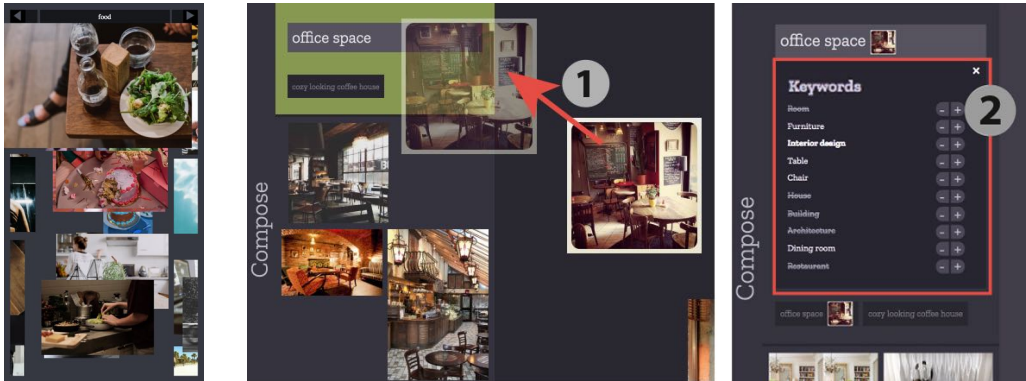 food
office space
cozy looking coffee house
Compose
1
office space
Keywords
Room - +
Furniture - +
Interior design - +
Table - +
Chair - +
House - +
Building - +
Architecture - +
Dining room - +
Restaurant - +
2
Compose
office space
cozy looking coffee house